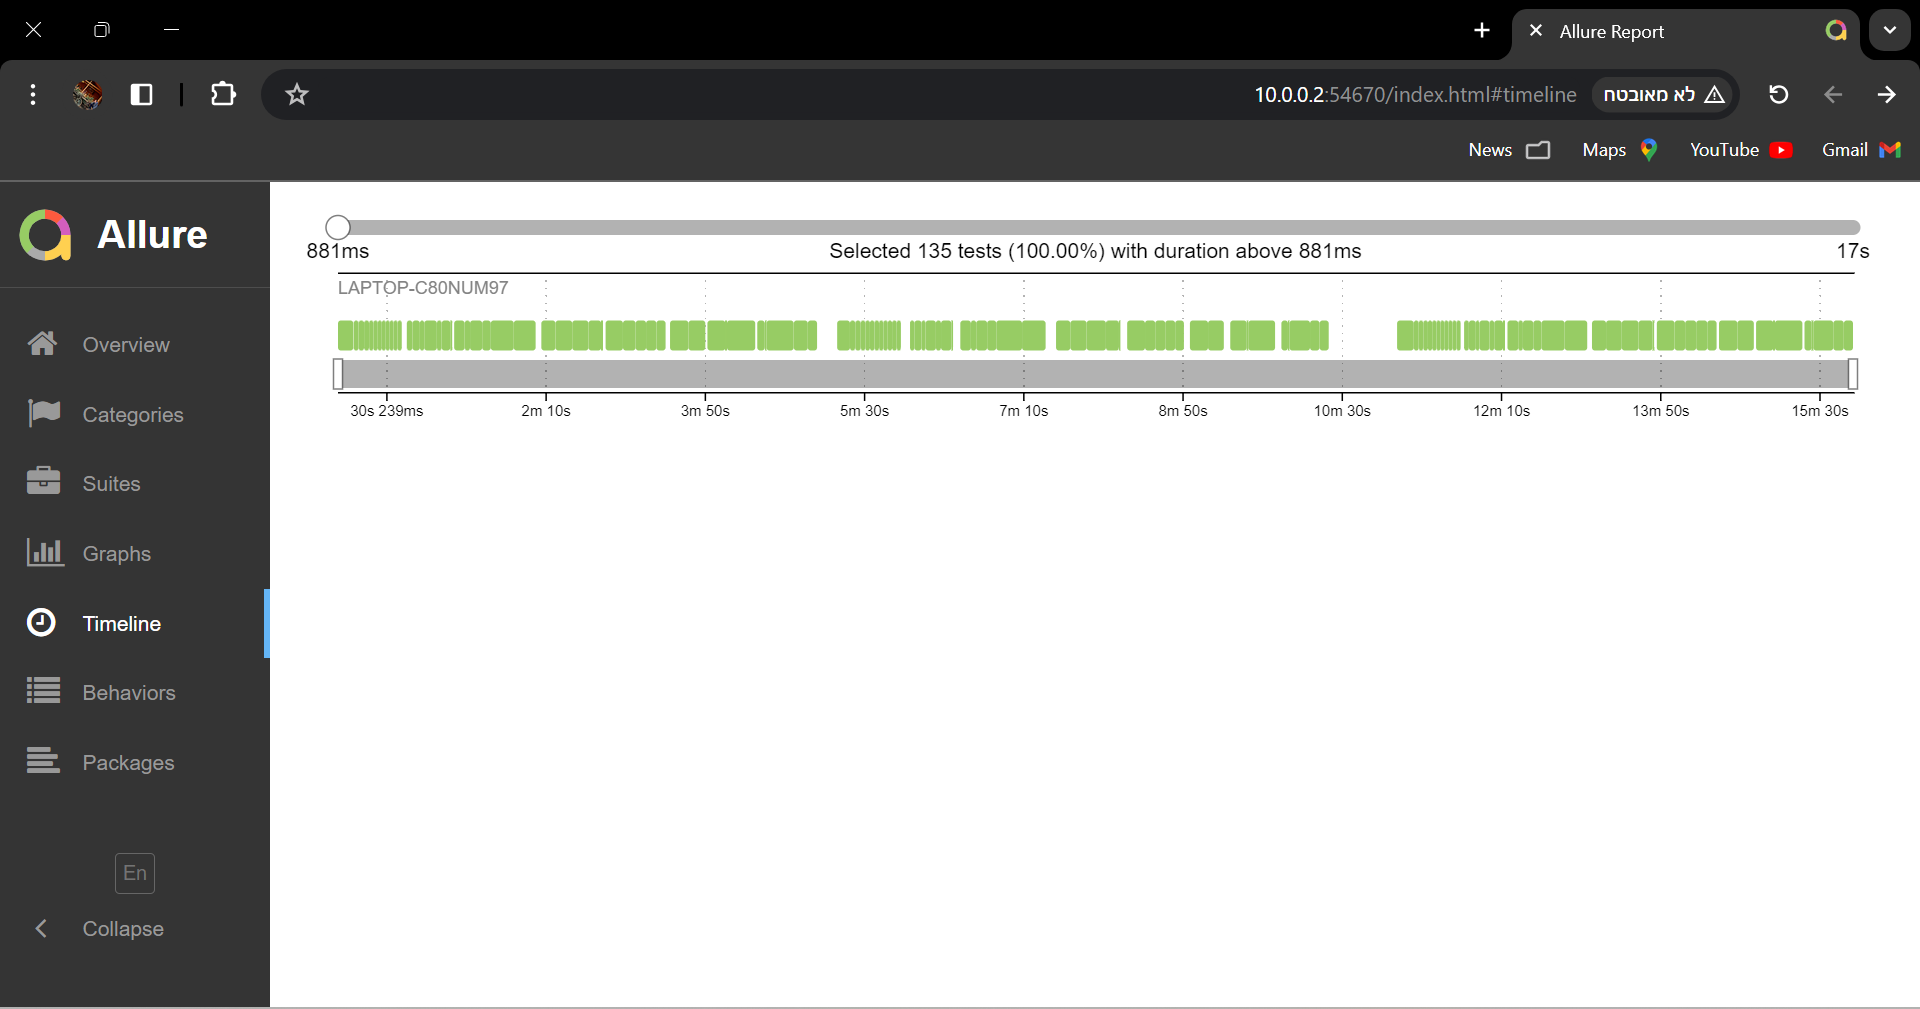 Allure Report
10.0.0.2:54670/index.html#timeline
לא מאובטח
News
Maps
YouTube
Gmail
Allure
Overview
Categories
Suites
Graphs
Timeline
Behaviors
Packages
En
Collapse
881ms
Selected 135 tests (100.00%) with duration above 881ms
17s
LAPTOP-C80NUM97
30s 239ms
2m 10s
3m 50s
5m 30s
7m 10s
8m 50s
10m 30s
12m 10s
13m 50s
15m 30s